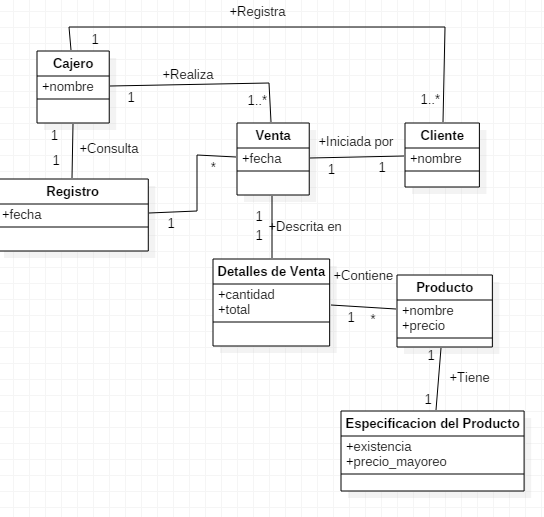 +Registra
1
Cajero
+nombre
+Realiza
1
1..*
1..*
Venta
+fecha
+Iniciada por
1
1
Cliente
+nombre
1
1
+Consulta
*
Registro
+fecha
1
1
1
+Descrita en
Detalles de Venta
+cantidad
+total
+Contiene
1
*
Producto
+nombre
+precio
1
+Tiene
1
Especificacion del Producto
+existencia
+precio_mayoreo